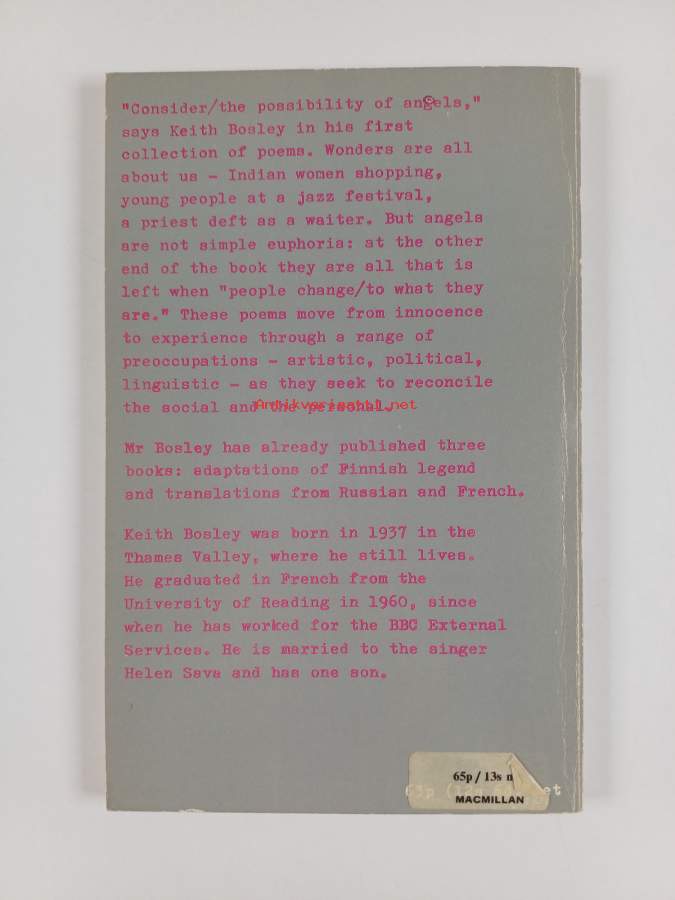 "Consider/the possibility of angels,"
says Keith Bosley in his first
collection of poems. Wonders are all
about us - Indian women shopping,
young people at a jazz festival,
a priest deft as a waiter. But angels
are not simple euphoria: at the other
end of the book they are all that is
left when "people change/to what they
are." These poems move from innocence
to experience through a range of
preoccupations - artistic, political,
linguistic - as they seek to reconcile
the social and the personal.
Antikvariaatti.net
Mr Bosley has already published three
books: adaptations of Finnish legend
and translations from Russian and French.
Keith Bosley was born in 1937 in the
Thames Valley, where he still lives.
He graduated in French from the
University of Reading in 1960, since
when he has worked for the BBC External
Services. He is married to the singer
Helen Sava and has one son.
65p / 13s n
MACMILLAN